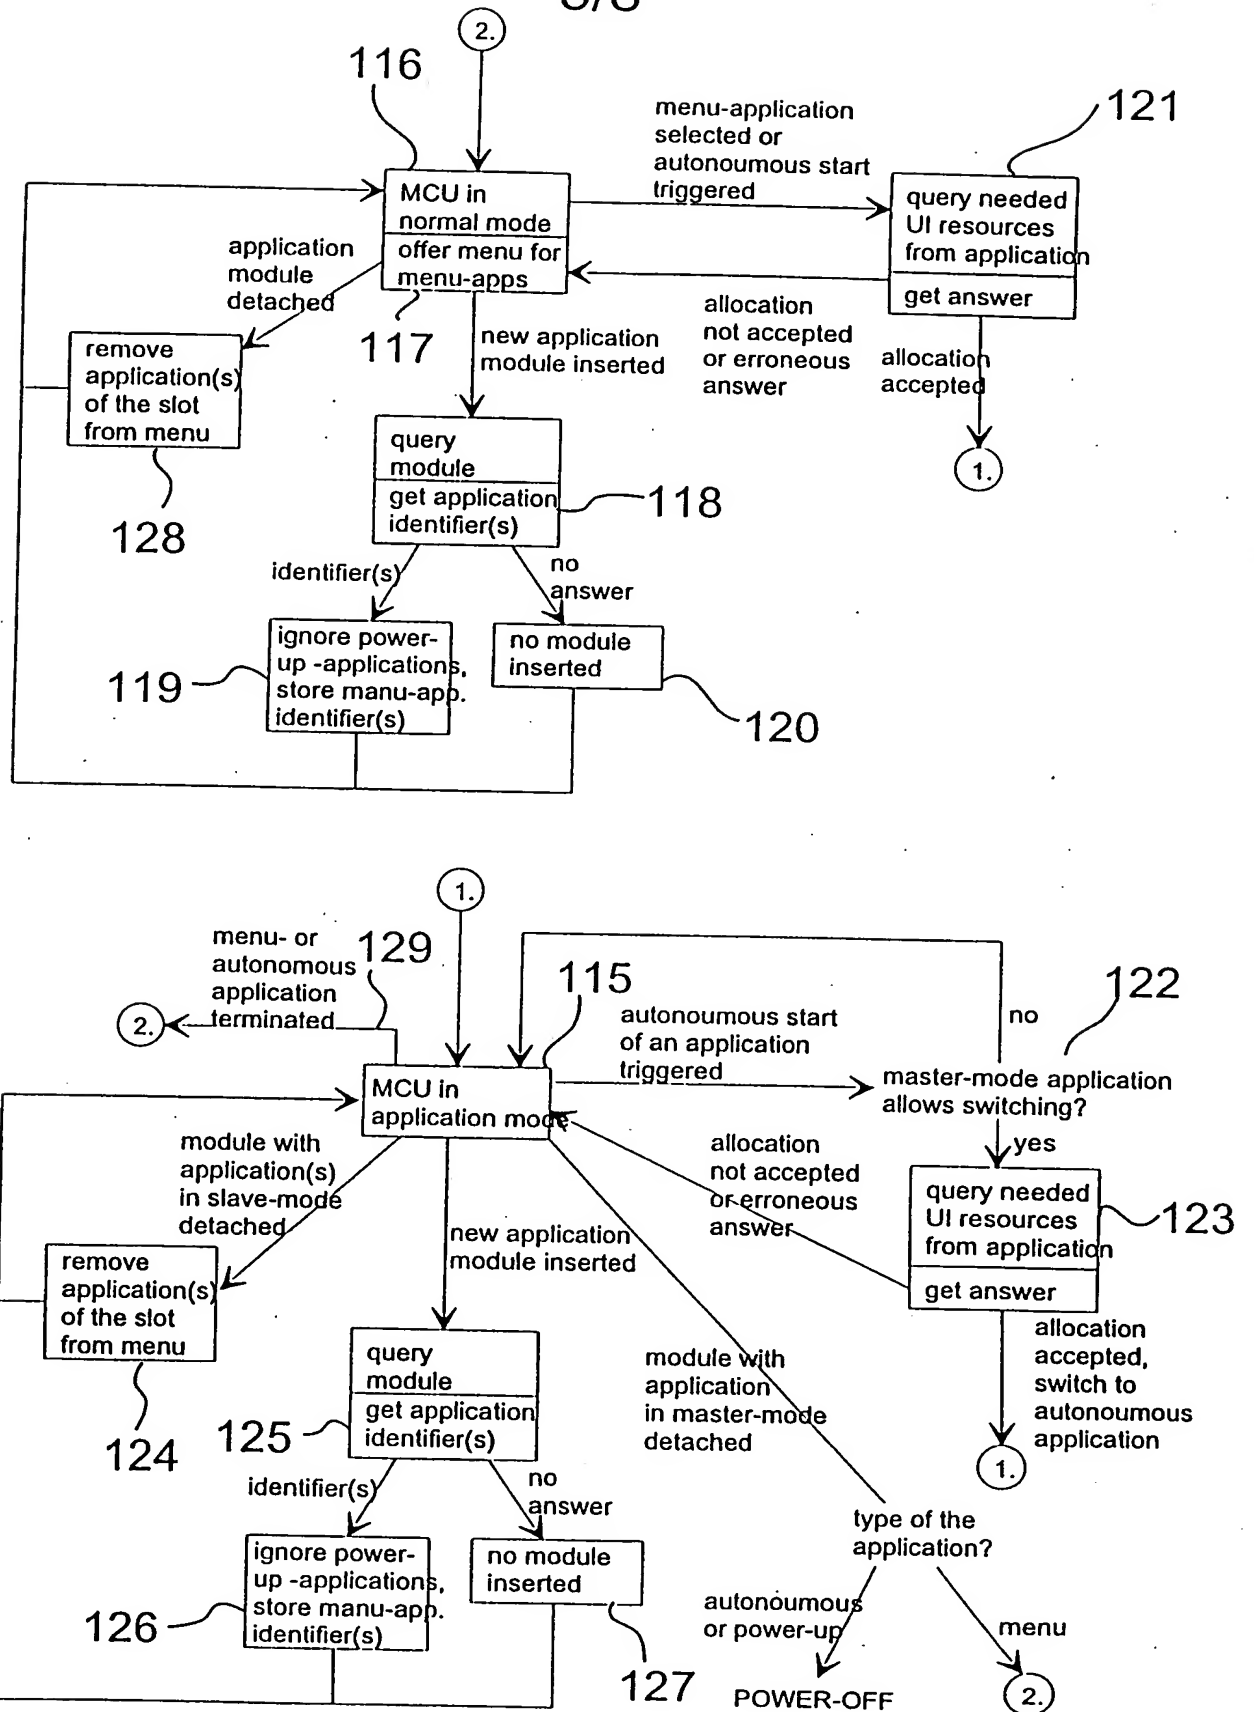 2.
116
menu-application
selected or
autonoumous start
triggered
121
MCU in
normal mode
offer menu for
menu-apps
query needed
UI resources
from application
get answer
application
module
detached
117
new application
module inserted
allocation
not accepted
or erroneous
answer
allocation
accepted
1.
remove
application(s)
of the slot
from menu
128
query
module
get application
identifier(s)
118
identifier(s)
no
answer
ignore power-
up -applications,
store manu-app.
identifier(s)
119
no module
inserted
120
1.
menu- or
autonomous
application
terminated
129
2.
115
autonoumous start
of an application
triggered
no
122
master-mode application
allows switching?
yes
MCU in
application mode
module with
application(s)
in slave-mode
detached
new application
module inserted
allocation
not accepted
or erroneous
answer
query needed
UI resources
from application
get answer
123
remove
application(s)
of the slot
from menu
124
query
module
get application
identifier(s)
125
module with
application
in master-mode
detached
allocation
accepted,
switch to
autonoumous
application
1.
identifier(s)
no
answer
ignore power-
up -applications,
store manu-app.
identifier(s)
126
no module
inserted
127
type of the
application?
autonoumous
or power-up
menu
POWER-OFF
2.